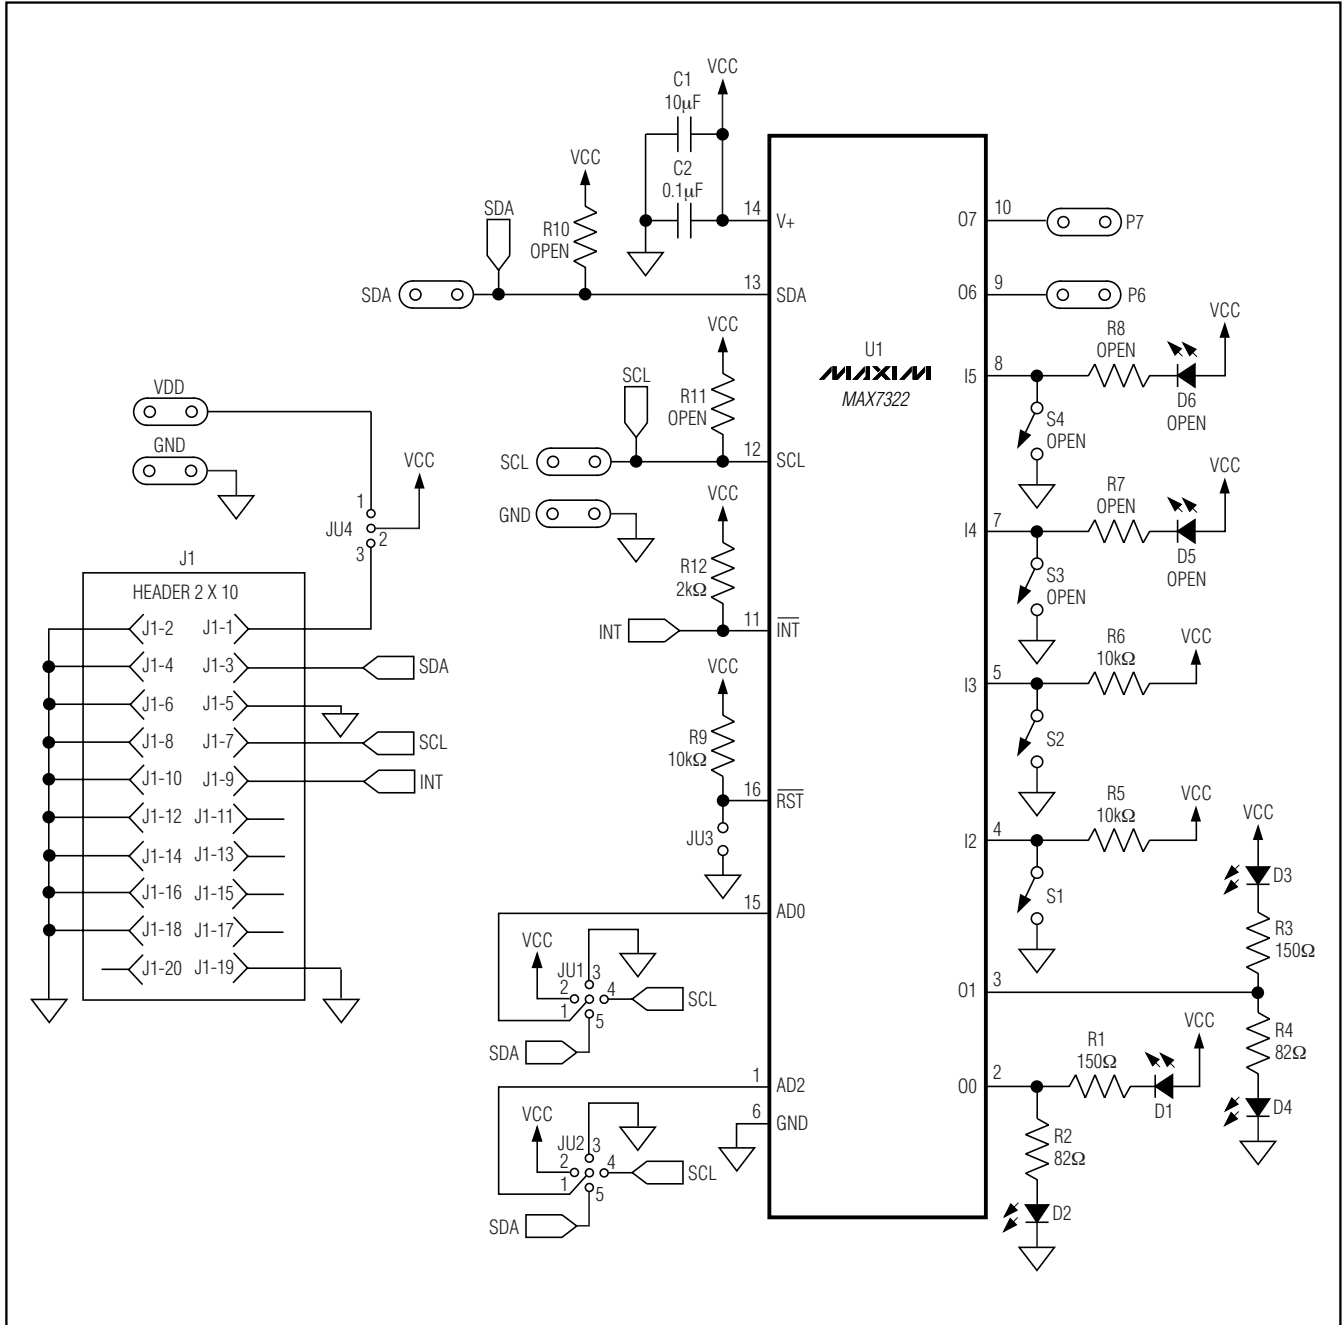 C1
10µF
VCC
C2
0.1µF
VCC
R10
OPEN
SDA
SDA
14
V+
13
SDA
U1
MAXIM
MAX7322
O7
10
P7
O6
9
P6
VCC
R8
OPEN
I5
8
D6
OPEN
S4
OPEN
VCC
R11
OPEN
SCL
SCL
12
SCL
GND
VDD
GND
VCC
1
JU4
2
3
VCC
R12
2kΩ
INT
11
INT
VCC
R7
OPEN
I4
7
D5
OPEN
S3
OPEN
J1
HEADER 2 X 10
J1-2
J1-1
J1-4
J1-3
SDA
J1-6
J1-5
J1-8
J1-7
SCL
J1-10
J1-9
INT
J1-12
J1-11
J1-14
J1-13
J1-16
J1-15
J1-18
J1-17
J1-20
J1-19
VCC
R9
10kΩ
16
RST
JU3
R6
10kΩ
VCC
I3
5
S2
R5
10kΩ
VCC
I2
4
S1
VCC
D3
R3
150Ω
O1
3
R4
82Ω
D4
15
AD0
VCC
JU1
3
2
4
SCL
1
5
SDA
1
AD2
6
GND
VCC
JU2
3
2
4
SCL
1
5
SDA
O0
2
R1
150Ω
VCC
D1
R2
82Ω
D2